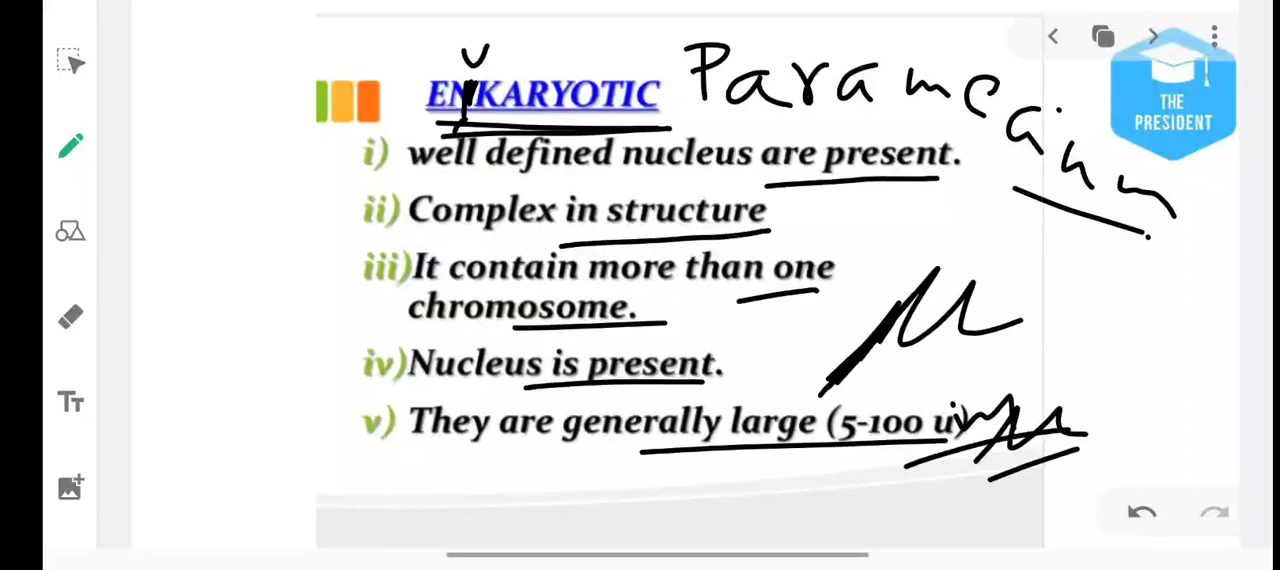 ENKARYOTIC
Paramecium
THE
PRESIDENT
i) well defined nucleus are present.
ii) Complex in structure
iii)It contain more than one
chromosome.
iv)Nucleus is present.
v) They are generally large (5-100 u)
μ
Tт